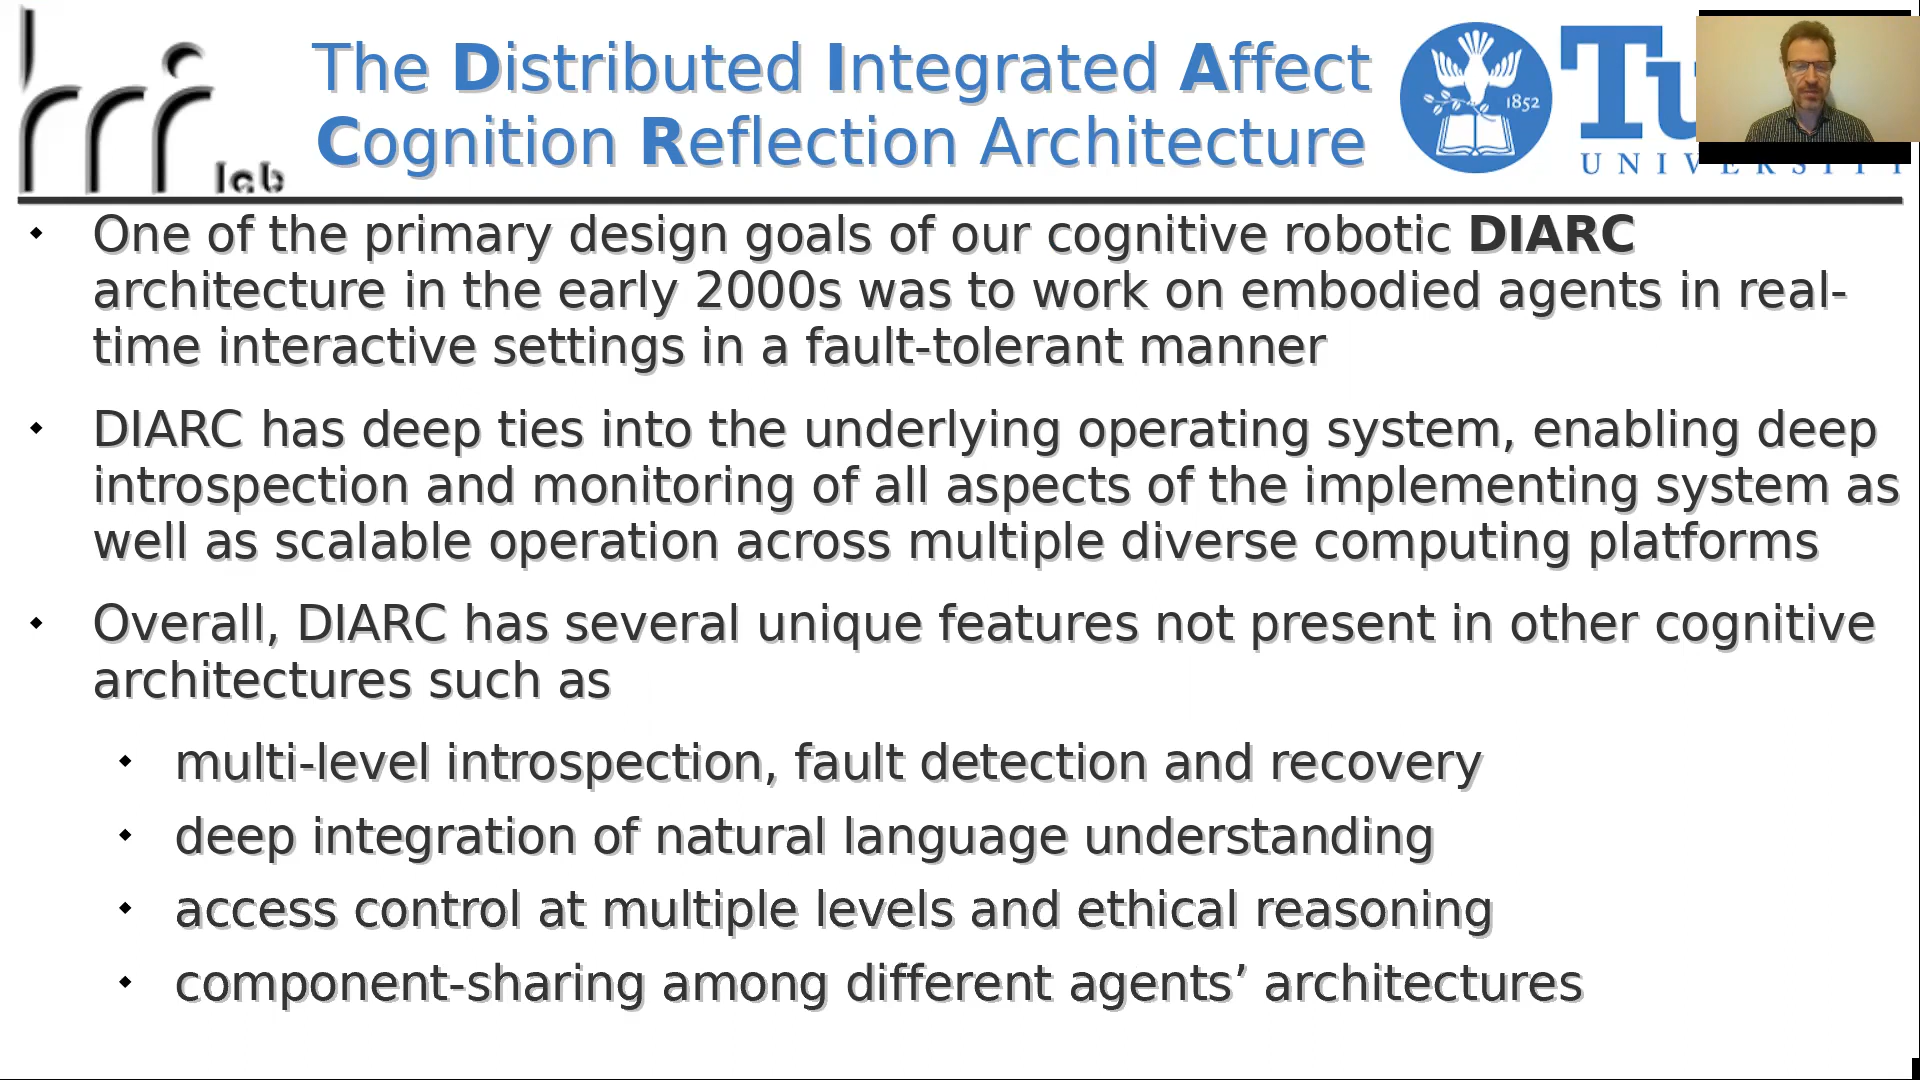 The Distributed Integrated Affect
Cognition Reflection Architecture
hri lab
1852
Tu
UNIVERSITY
One of the primary design goals of our cognitive robotic DIARC
architecture in the early 2000s was to work on embodied agents in real-
time interactive settings in a fault-tolerant manner
DIARC has deep ties into the underlying operating system, enabling deep
introspection and monitoring of all aspects of the implementing system as
well as scalable operation across multiple diverse computing platforms
Overall, DIARC has several unique features not present in other cognitive
architectures such as
multi-level introspection, fault detection and recovery
deep integration of natural language understanding
access control at multiple levels and ethical reasoning
component-sharing among different agents’ architectures